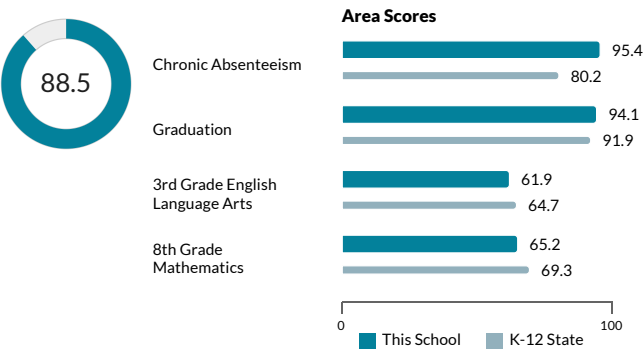 Area Scores
88.5
Chronic Absenteeism
95.4
80.2
Graduation
94.1
91.9
3rd Grade English
Language Arts
61.9
64.7
8th Grade
Mathematics
65.2
69.3
0
100
This School
K-12 State